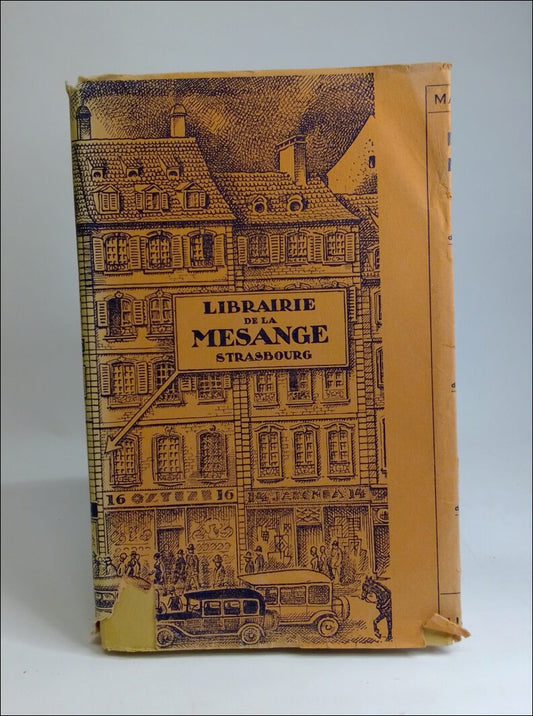 MA
LIBRAIRIE
DE LA
MESANGE
STRASBOURG
16 16
14 14